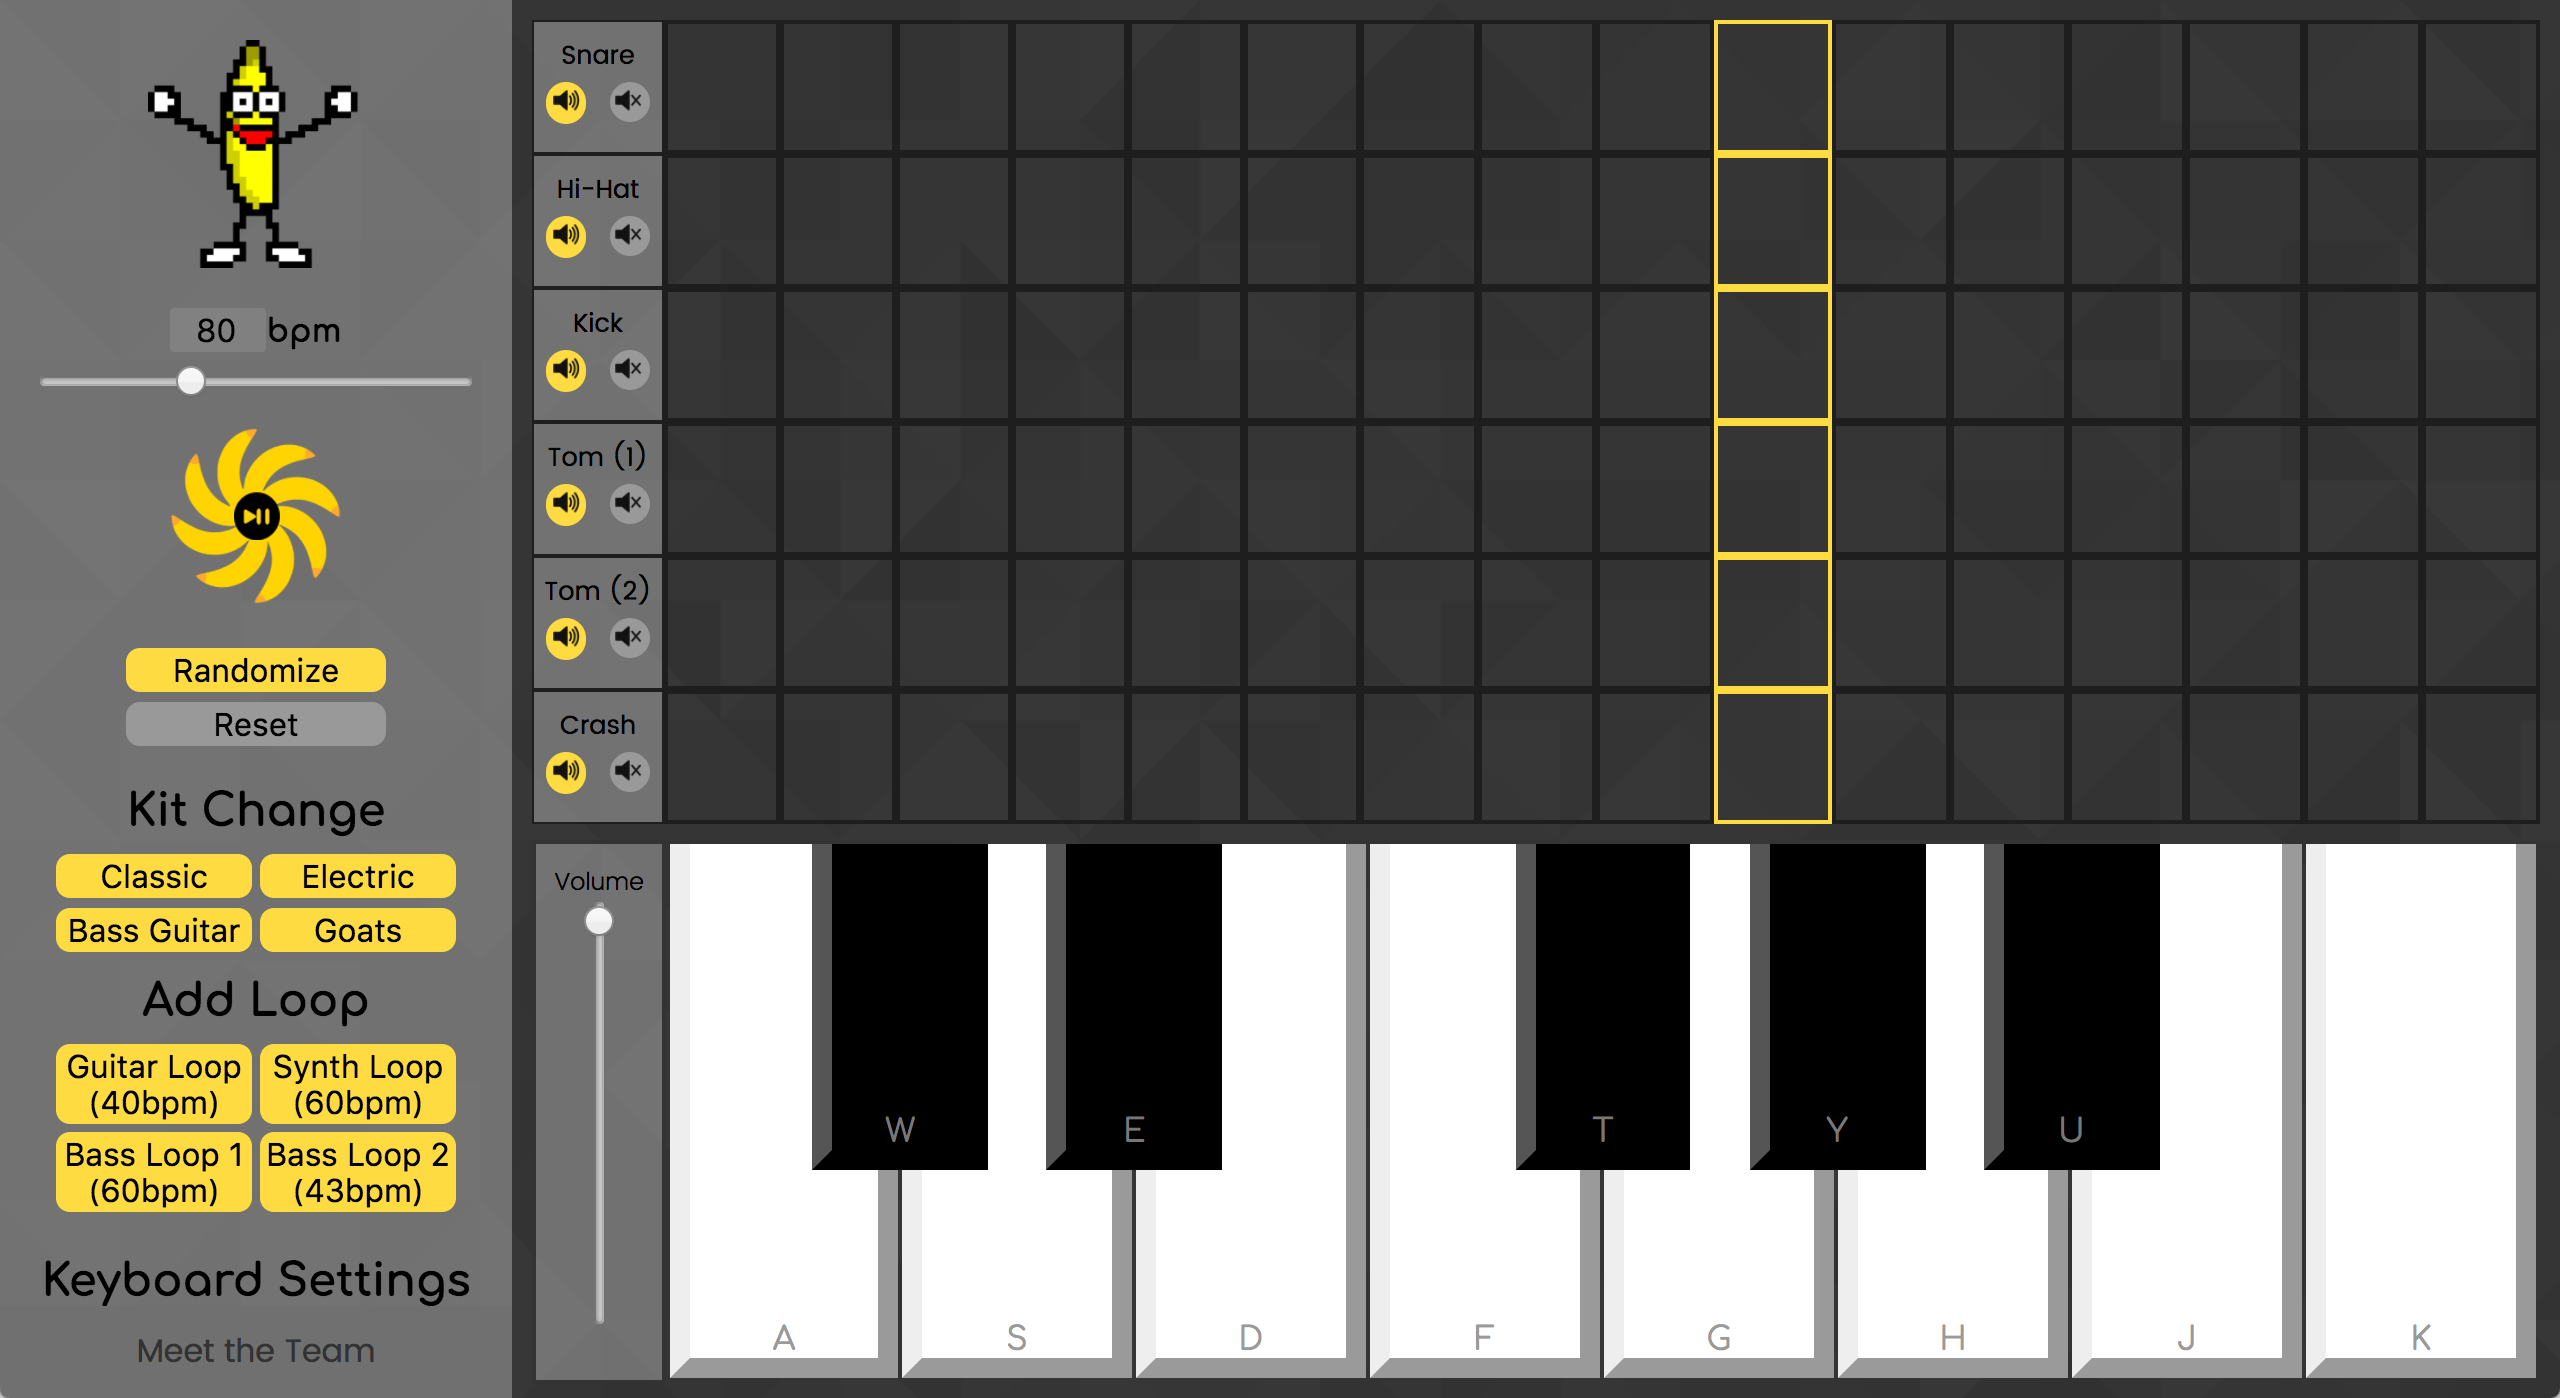 80 bpm
Randomize
Reset
Kit Change
Classic
Electric
Bass Guitar
Goats
Add Loop
Guitar Loop
(40bpm)
Synth Loop
(60bpm)
Bass Loop 1
(60bpm)
Bass Loop 2
(43bpm)
Keyboard Settings
Meet the Team
Snare
Hi-Hat
Kick
Tom (1)
Tom (2)
Crash
Volume
W
E
T
Y
U
A
S
D
F
G
H
J
K